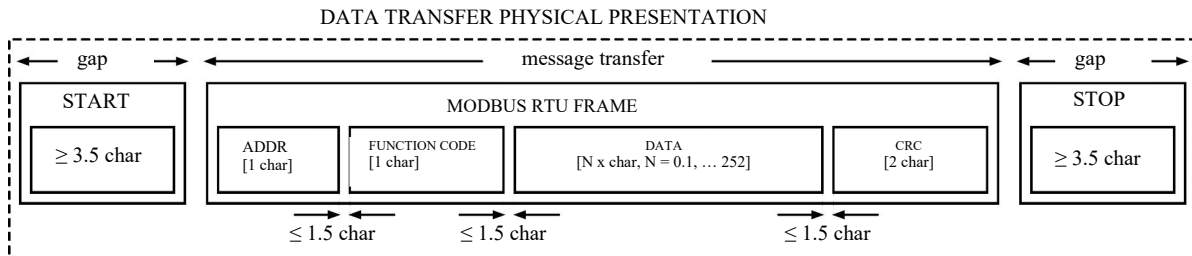 DATA TRANSFER PHYSICAL PRESENTATION
gap
message transfer
gap
START
MODBUS RTU FRAME
STOP
≥ 3.5 char
ADDR
[1 char]
FUNCTION CODE
[1 char]
DATA
[N x char, N = 0.1, … 252]
CRC
[2 char]
≥ 3.5 char
≤ 1.5 char
≤ 1.5 char
≤ 1.5 char